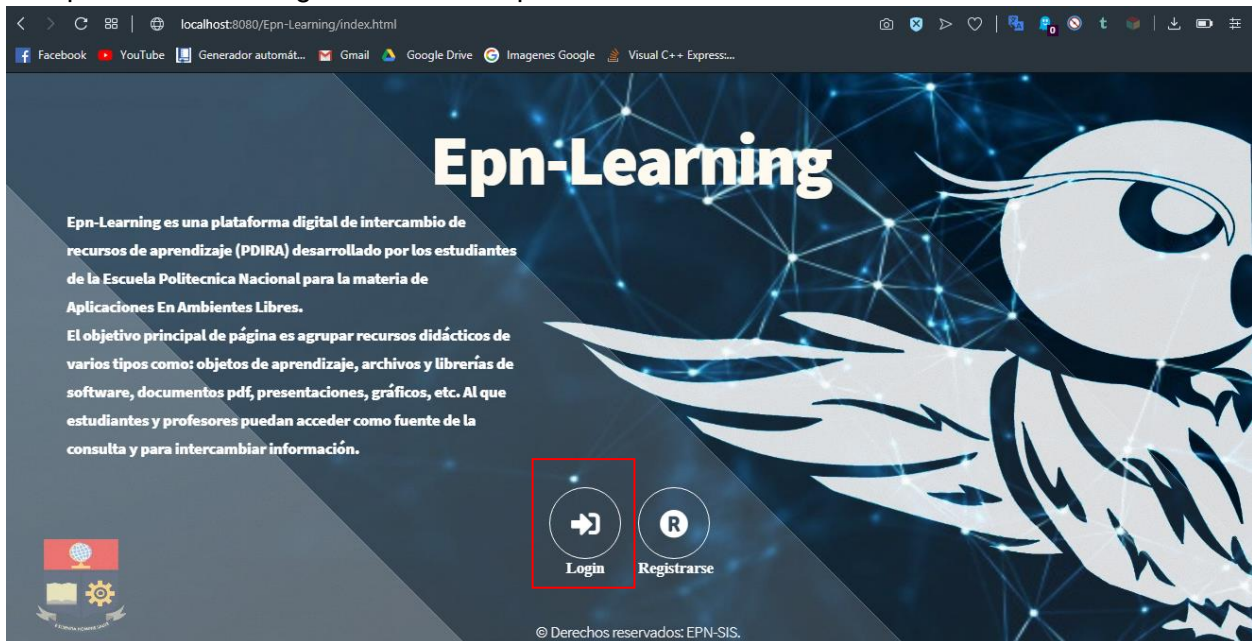 localhost:8080/Epn-Learning/index.html
Facebook YouTube Generador automát... Gmail Google Drive Imagenes Google Visual C++ Express:...
Epn-Learning
Epn-Learning es una plataforma digital de intercambio de
recursos de aprendizaje (PDIRA) desarrollado por los estudiantes
de la Escuela Politecnica Nacional para la materia de
Aplicaciones En Ambientes Libres.
El objetivo principal de página es agrupar recursos didácticos de
varios tipos como: objetos de aprendizaje, archivos y librerías de
software, documentos pdf, presentaciones, gráficos, etc. Al que
estudiantes y profesores puedan acceder como fuente de la
consulta y para intercambiar información.
R
Login Registrarse
© Derechos reservados: EPN-SIS.